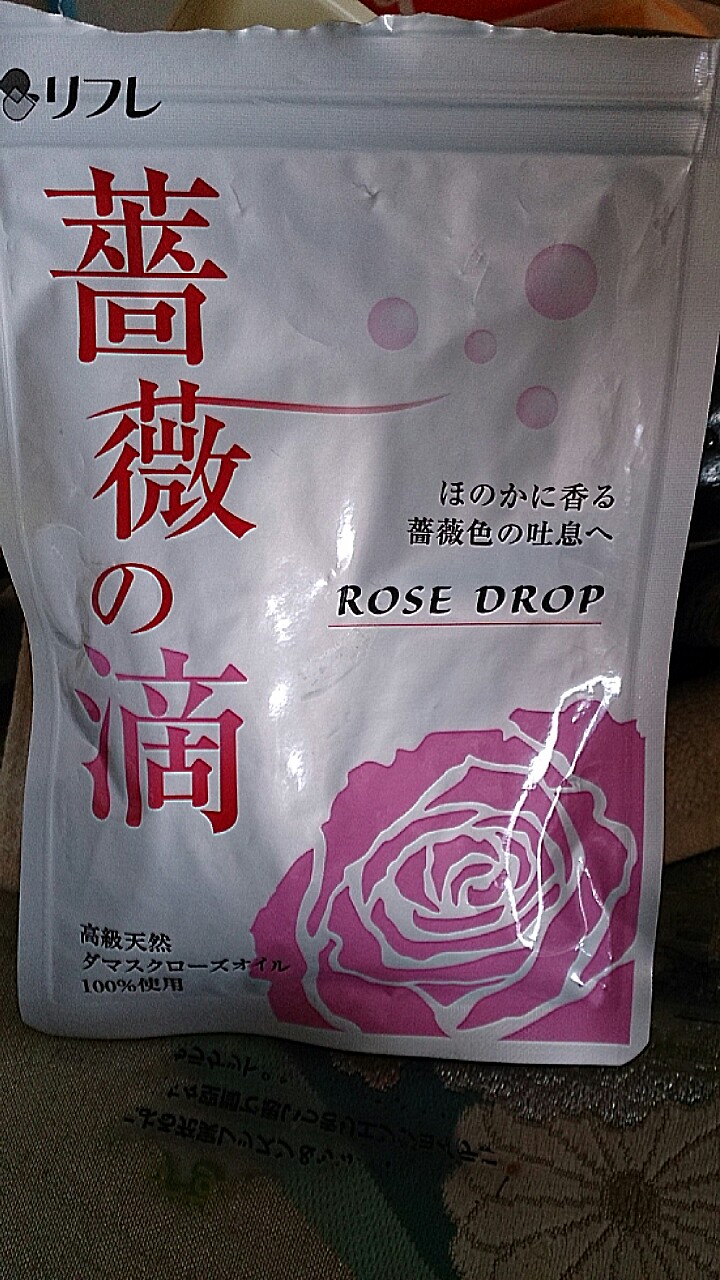 リフレ
薔薇の滴
ほのかに香る
薔薇色の吐息へ
ROSE DROP
高級天然
ダマスクローズオイル
100%使用